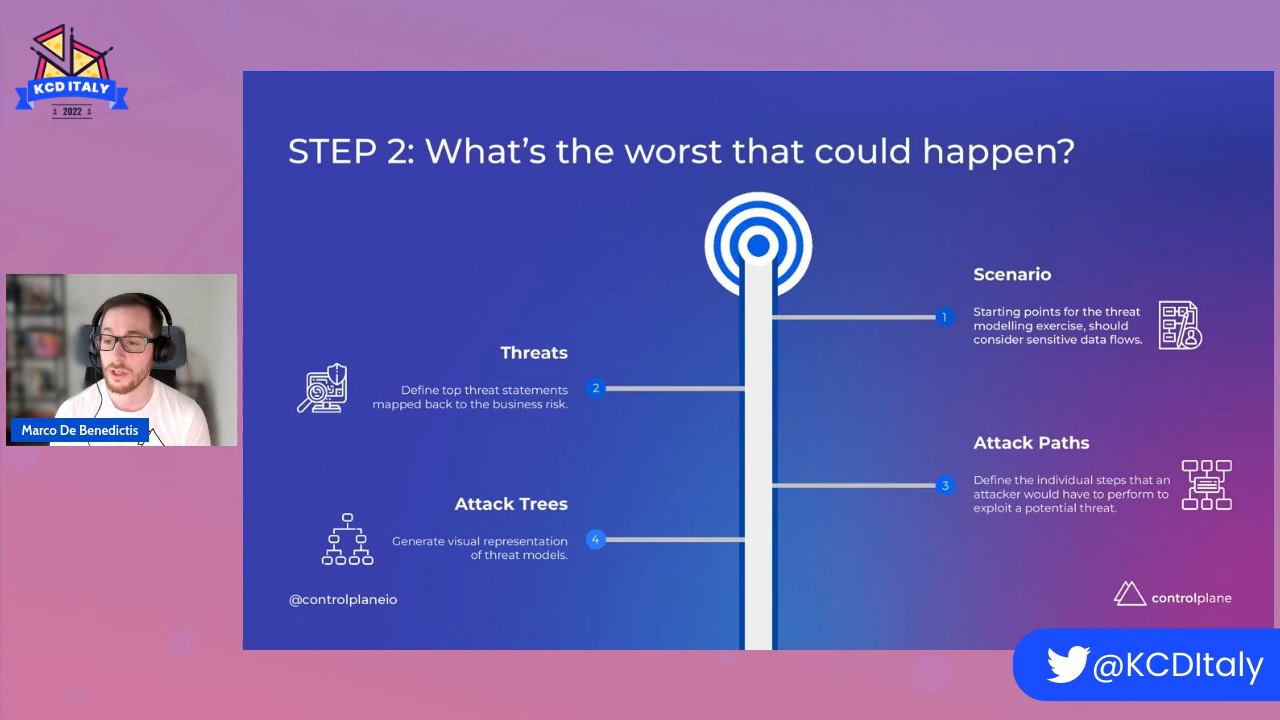 KCD ITALY
2022
STEP 2: What's the worst that could happen?
Scenario
1
Starting points for the threat
modelling exercise, should
consider sensitive data flows.
Threats
2
Define top threat statements
mapped back to the business risk.
Attack Paths
3
Define the individual steps that an
attacker would have to perform to
exploit a potential threat.
Attack Trees
4
Generate visual representation
of threat models.
@controlplaneio
controlplane
Marco De Benedictis
@KCDItaly